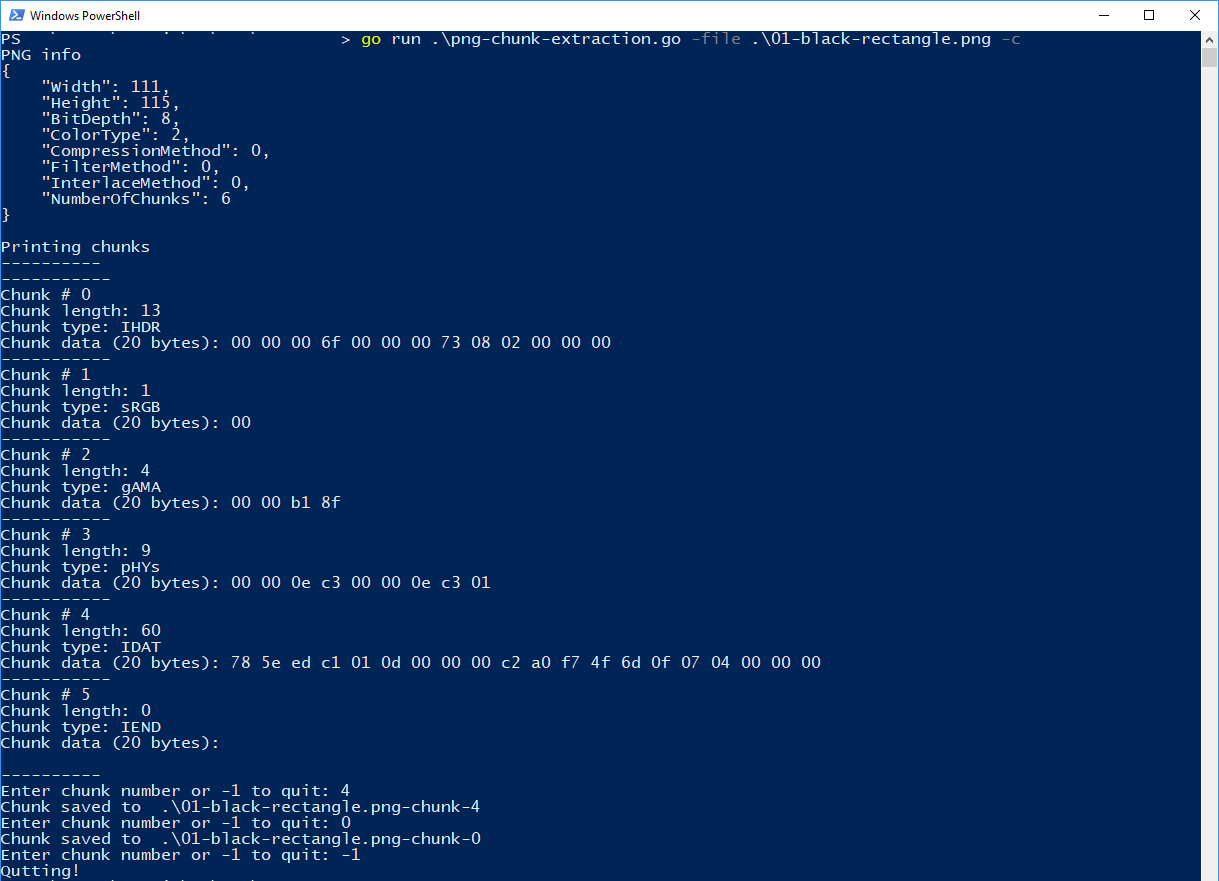 Windows PowerShell
PS > go run .\png-chunk-extraction.go -file .\01-black-rectangle.png -c
PNG info
{
    "Width": 111,
    "Height": 115,
    "BitDepth": 8,
    "ColorType": 2,
    "CompressionMethod": 0,
    "FilterMethod": 0,
    "InterlaceMethod": 0,
    "NumberOfChunks": 6
}
Printing chunks
----------
-----------
Chunk # 0
Chunk length: 13
Chunk type: IHDR
Chunk data (20 bytes): 00 00 00 6f 00 00 00 73 08 02 00 00 00
-----------
Chunk # 1
Chunk length: 1
Chunk type: sRGB
Chunk data (20 bytes): 00
-----------
Chunk # 2
Chunk length: 4
Chunk type: gAMA
Chunk data (20 bytes): 00 00 b1 8f
-----------
Chunk # 3
Chunk length: 9
Chunk type: pHYs
Chunk data (20 bytes): 00 00 0e c3 00 00 0e c3 01
-----------
Chunk # 4
Chunk length: 60
Chunk type: IDAT
Chunk data (20 bytes): 78 5e ed c1 01 0d 00 00 00 c2 a0 f7 4f 6d 0f 07 04 00 00 00
-----------
Chunk # 5
Chunk length: 0
Chunk type: IEND
Chunk data (20 bytes):
----------
Enter chunk number or -1 to quit: 4
Chunk saved to  .\01-black-rectangle.png-chunk-4
Enter chunk number or -1 to quit: 0
Chunk saved to  .\01-black-rectangle.png-chunk-0
Enter chunk number or -1 to quit: -1
Qutting!